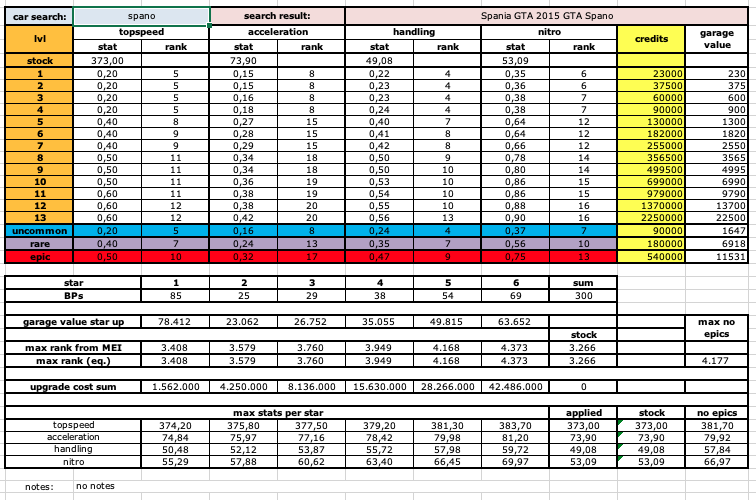 car search: spano search result: Spania GTA 2015 GTA Spano
lvl topspeed acceleration handling nitro credits garage value
stat rank stat rank stat rank stat rank
stock 373,00 73,90 49,08 53,09
1 0,20 5 0,15 8 0,22 4 0,35 6 23000 230
2 0,20 5 0,15 8 0,23 4 0,36 6 37500 375
3 0,20 5 0,16 8 0,23 4 0,38 7 60000 600
4 0,20 5 0,18 8 0,24 4 0,38 7 90000 900
5 0,40 8 0,27 15 0,40 7 0,64 12 130000 1300
6 0,40 9 0,28 15 0,41 8 0,64 12 182000 1820
7 0,40 9 0,29 15 0,42 8 0,66 12 255000 2550
8 0,50 11 0,34 18 0,50 9 0,78 14 356500 3565
9 0,50 11 0,34 18 0,50 10 0,80 14 499500 4995
10 0,50 11 0,36 19 0,53 10 0,86 15 699000 6990
11 0,60 11 0,38 19 0,54 10 0,86 15 979000 9790
12 0,60 12 0,38 20 0,55 10 0,88 16 1370000 13700
13 0,60 12 0,42 20 0,56 13 0,90 16 2250000 22500
uncommon 0,20 5 0,16 8 0,24 4 0,37 7 90000 1647
rare 0,40 7 0,24 13 0,35 7 0,56 10 180000 6918
epic 0,50 10 0,32 17 0,47 9 0,75 13 540000 11531
star 1 2 3 4 5 6 sum
BPs 85 25 29 38 54 69 300
garage value star up 78.412 23.062 26.752 35.055 49.815 63.652 max no epics
stock
max rank from MEI 3.408 3.579 3.760 3.949 4.168 4.373 3.266
max rank (eq.) 3.408 3.579 3.760 3.949 4.168 4.373 3.266 4.177
upgrade cost sum 1.562.000 4.250.000 8.136.000 15.630.000 28.266.000 42.486.000 0
max stats per star applied stock no epics
topspeed 374,20 375,80 377,50 379,20 381,30 383,70 373,00 373,00 381,70
acceleration 74,84 75,97 77,16 78,42 79,98 81,20 73,90 73,90 79,92
handling 50,48 52,12 53,87 55,72 57,98 59,72 49,08 49,08 57,84
nitro 55,29 57,88 60,62 63,40 66,45 69,97 53,09 53,09 66,97
notes: no notes